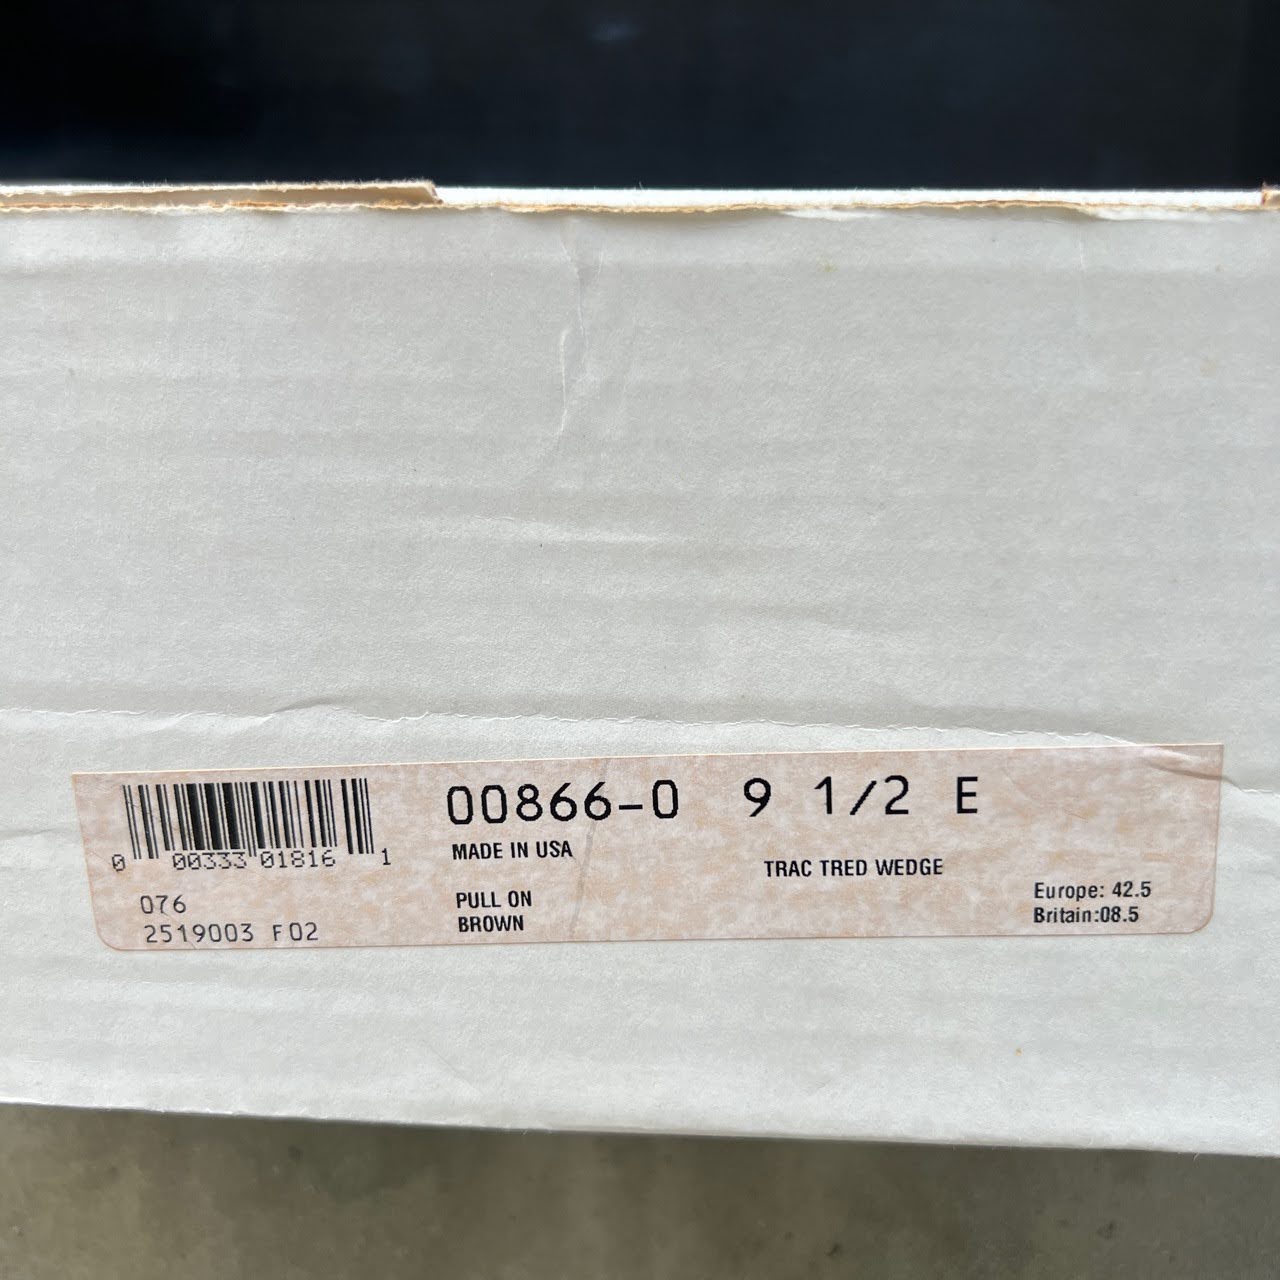 00866-0 9 1/2 E
0 00333 01816 1
MADE IN USA
TRAC TRED WEDGE
076
PULL ON
Europe: 42.5
2519003 F02
BROWN
Britain:08.5